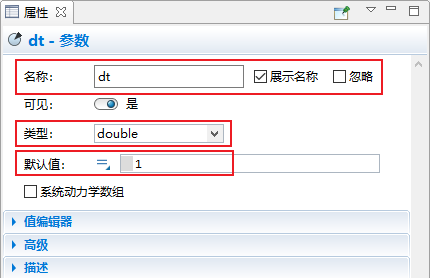 属性
dt - 参数
名称: dt 展示名称 忽略
可见: 是
类型: double
默认值: 1
系统动力学数组
值编辑器
高级
描述